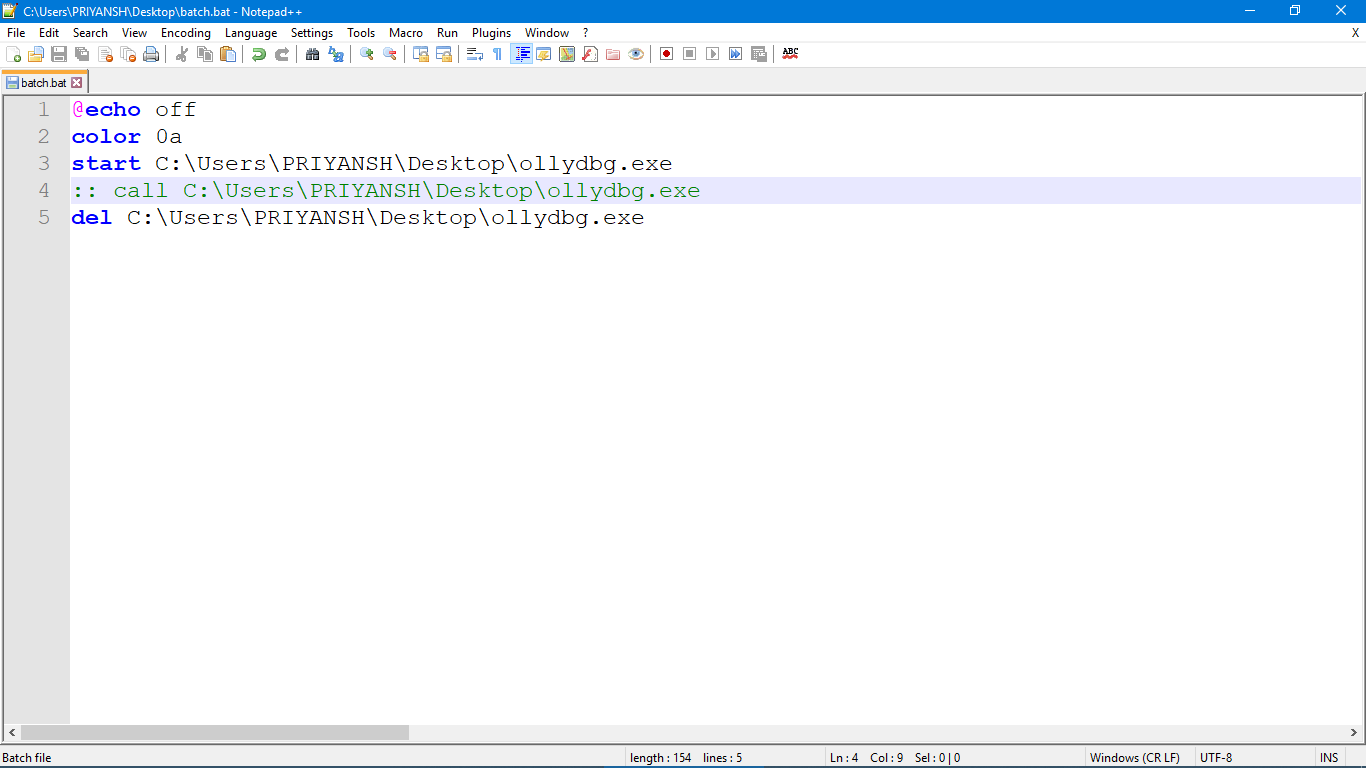 C:\Users\PRIYANSH\Desktop\batch.bat - Notepad++
File Edit Search View Encoding Language Settings Tools Macro Run Plugins Window ? X
ABC
batch.bat
1 @echo off
2 color 0a
3 start C:\Users\PRIYANSH\Desktop\ollydbg.exe
4 :: call C:\Users\PRIYANSH\Desktop\ollydbg.exe
5 del C:\Users\PRIYANSH\Desktop\ollydbg.exe
Batch file length : 154 lines : 5 Ln : 4 Col : 9 Sel : 0 | 0 Windows (CR LF) UTF-8 INS